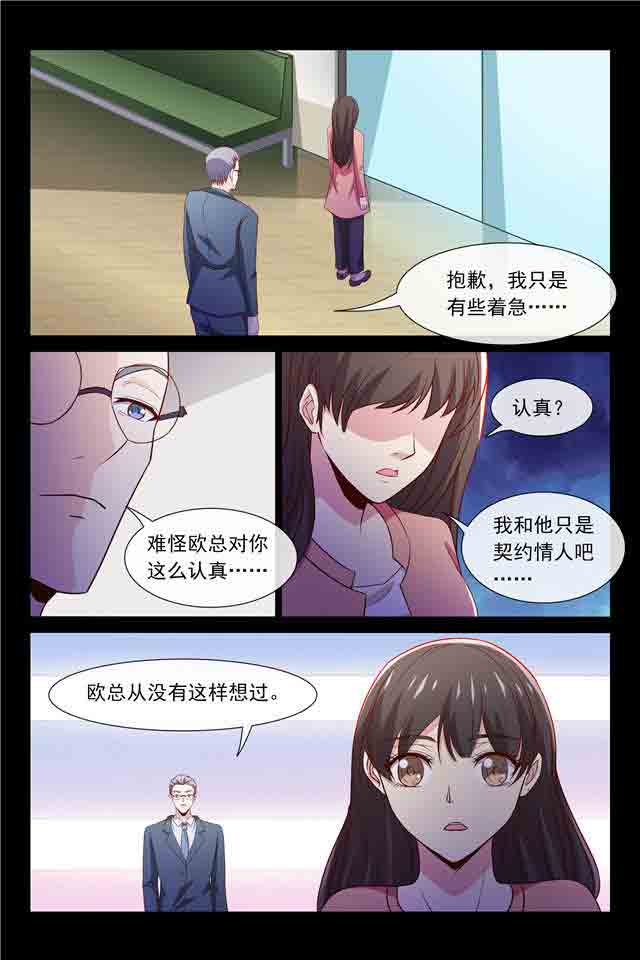 抱歉，我只是
有些着急……
难怪欧总对你
这么认真……
认真？
我和他只是
契约情人吧
……
欧总从没有这样想过。